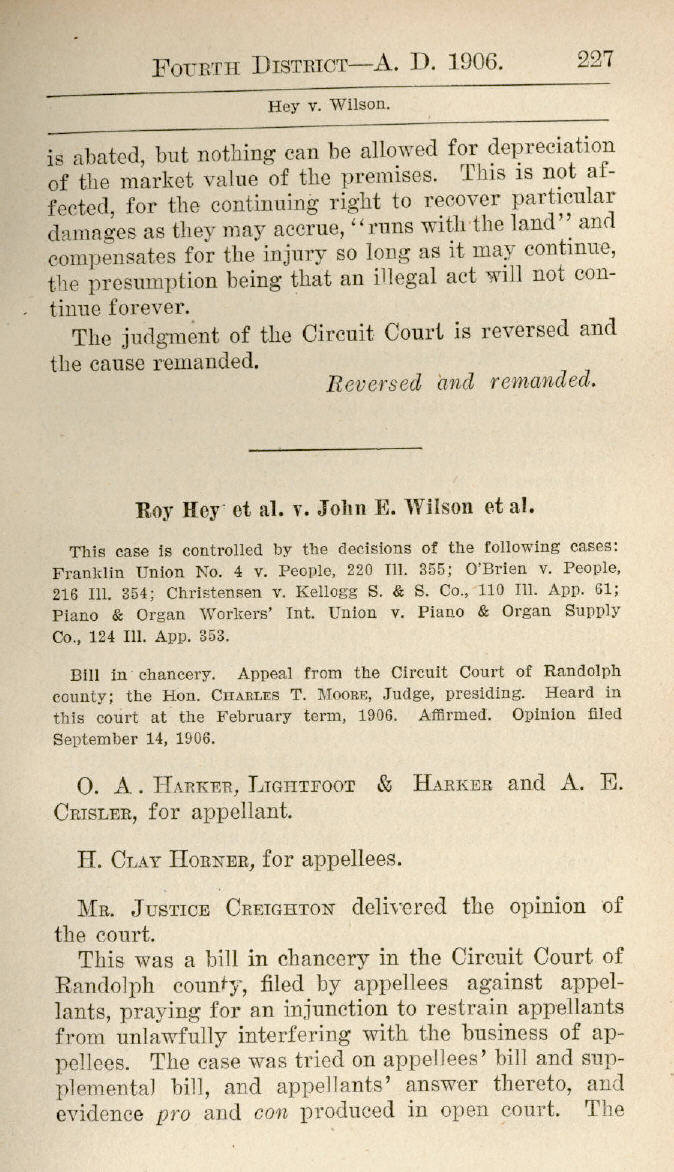 FOURTH DISTRICT—A. D. 1906. 227
Hey v. Wilson.
is abated, but nothing can be allowed for depreciation
of the market value of the premises. This is not af-
fected, for the continuing right to recover particular
damages as they may accrue, "runs with the land" and
compensates for the injury so long as it may continue,
the presumption being that an illegal act will not con-
tinue forever.
The judgment of the Circuit Court is reversed and
the cause remanded.
Reversed and remanded.
Roy Hey et al. v. John E. Wilson et al.
This case is controlled by the decisions of the following cases:
Franklin Union No. 4 v. People, 220 Ill. 355; O'Brien v. People,
216 Ill. 354; Christensen v. Kellogg S. & S. Co., 110 Ill. App. 61;
Piano & Organ Workers' Int. Union v. Piano & Organ Supply
Co., 124 Ill. App. 353.
Bill in chancery. Appeal from the Circuit Court of Randolph
county; the Hon. CHARLES T. MOORE, Judge, presiding. Heard in
this court at the February term, 1906. Affirmed. Opinion filed
September 14, 1906.
O. A. HARKER, LIGHTFOOT & HARKER and A. E.
CRISLER, for appellant.
H. CLAY HORNER, for appellees.
MR. JUSTICE CREIGHTON delivered the opinion of
the court.
This was a bill in chancery in the Circuit Court of
Randolph county, filed by appellees against appel-
lants, praying for an injunction to restrain appellants
from unlawfully interfering with the business of ap-
pellees. The case was tried on appellees' bill and sup-
plemental bill, and appellants' answer thereto, and
evidence pro and con produced in open court. The